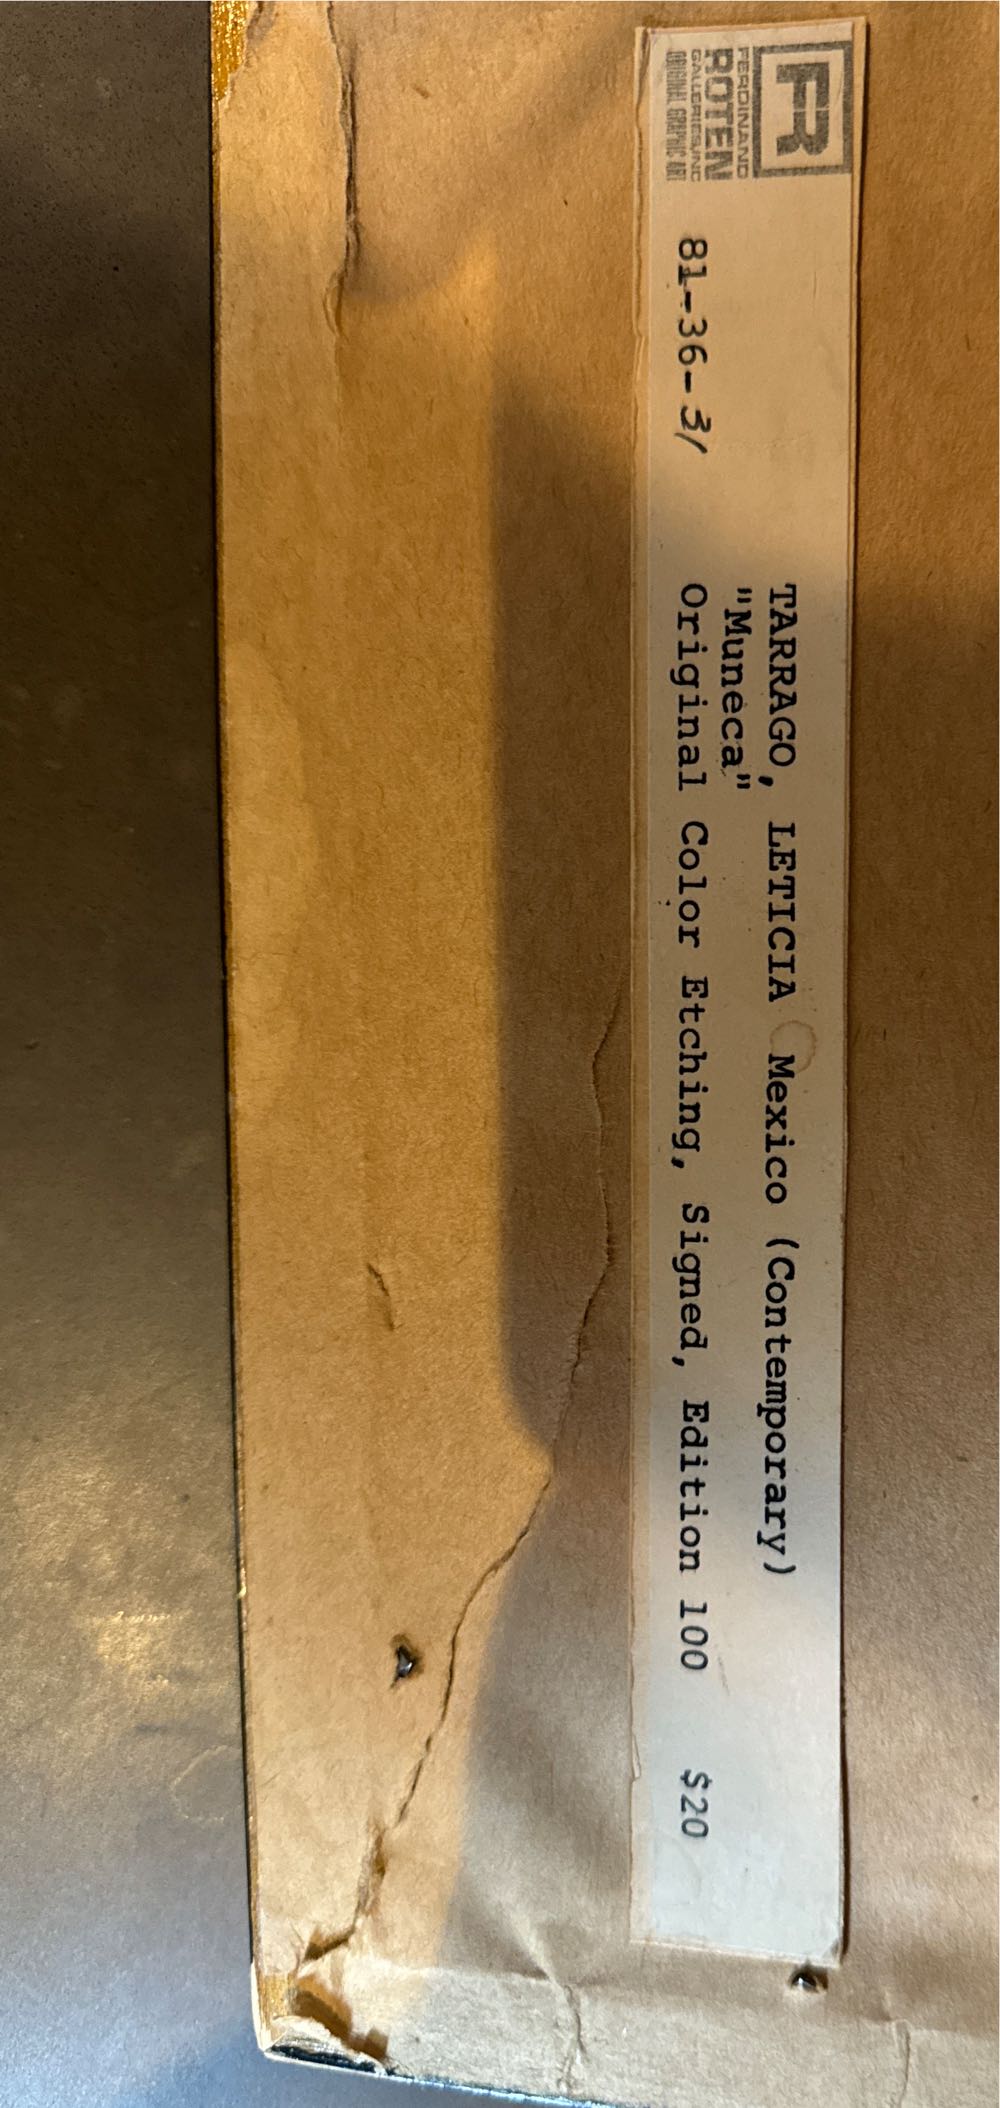 FR
FERDINAND
ROTEN
GALLERIES, INC
ORIGINAL GRAPHIC ART
TARRAGO, LETICIA Mexico (Contemporary)
"Muneca"
81-36-31 Original Color Etching, Signed, Edition 100 $20